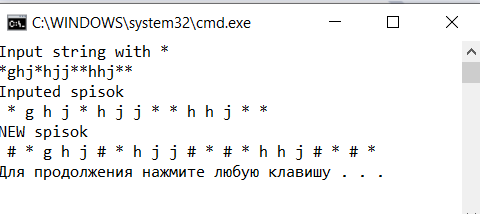 C:\WINDOWS\system32\cmd.exe
Input string with *
*ghj*hjj**hhj**
Inputed spisok
* g h j * h j j * * h h j * *
NEW spisok
# * g h j # * h j j # * # * h h j # * # *
Для продолжения нажмите любую клавишу . . .